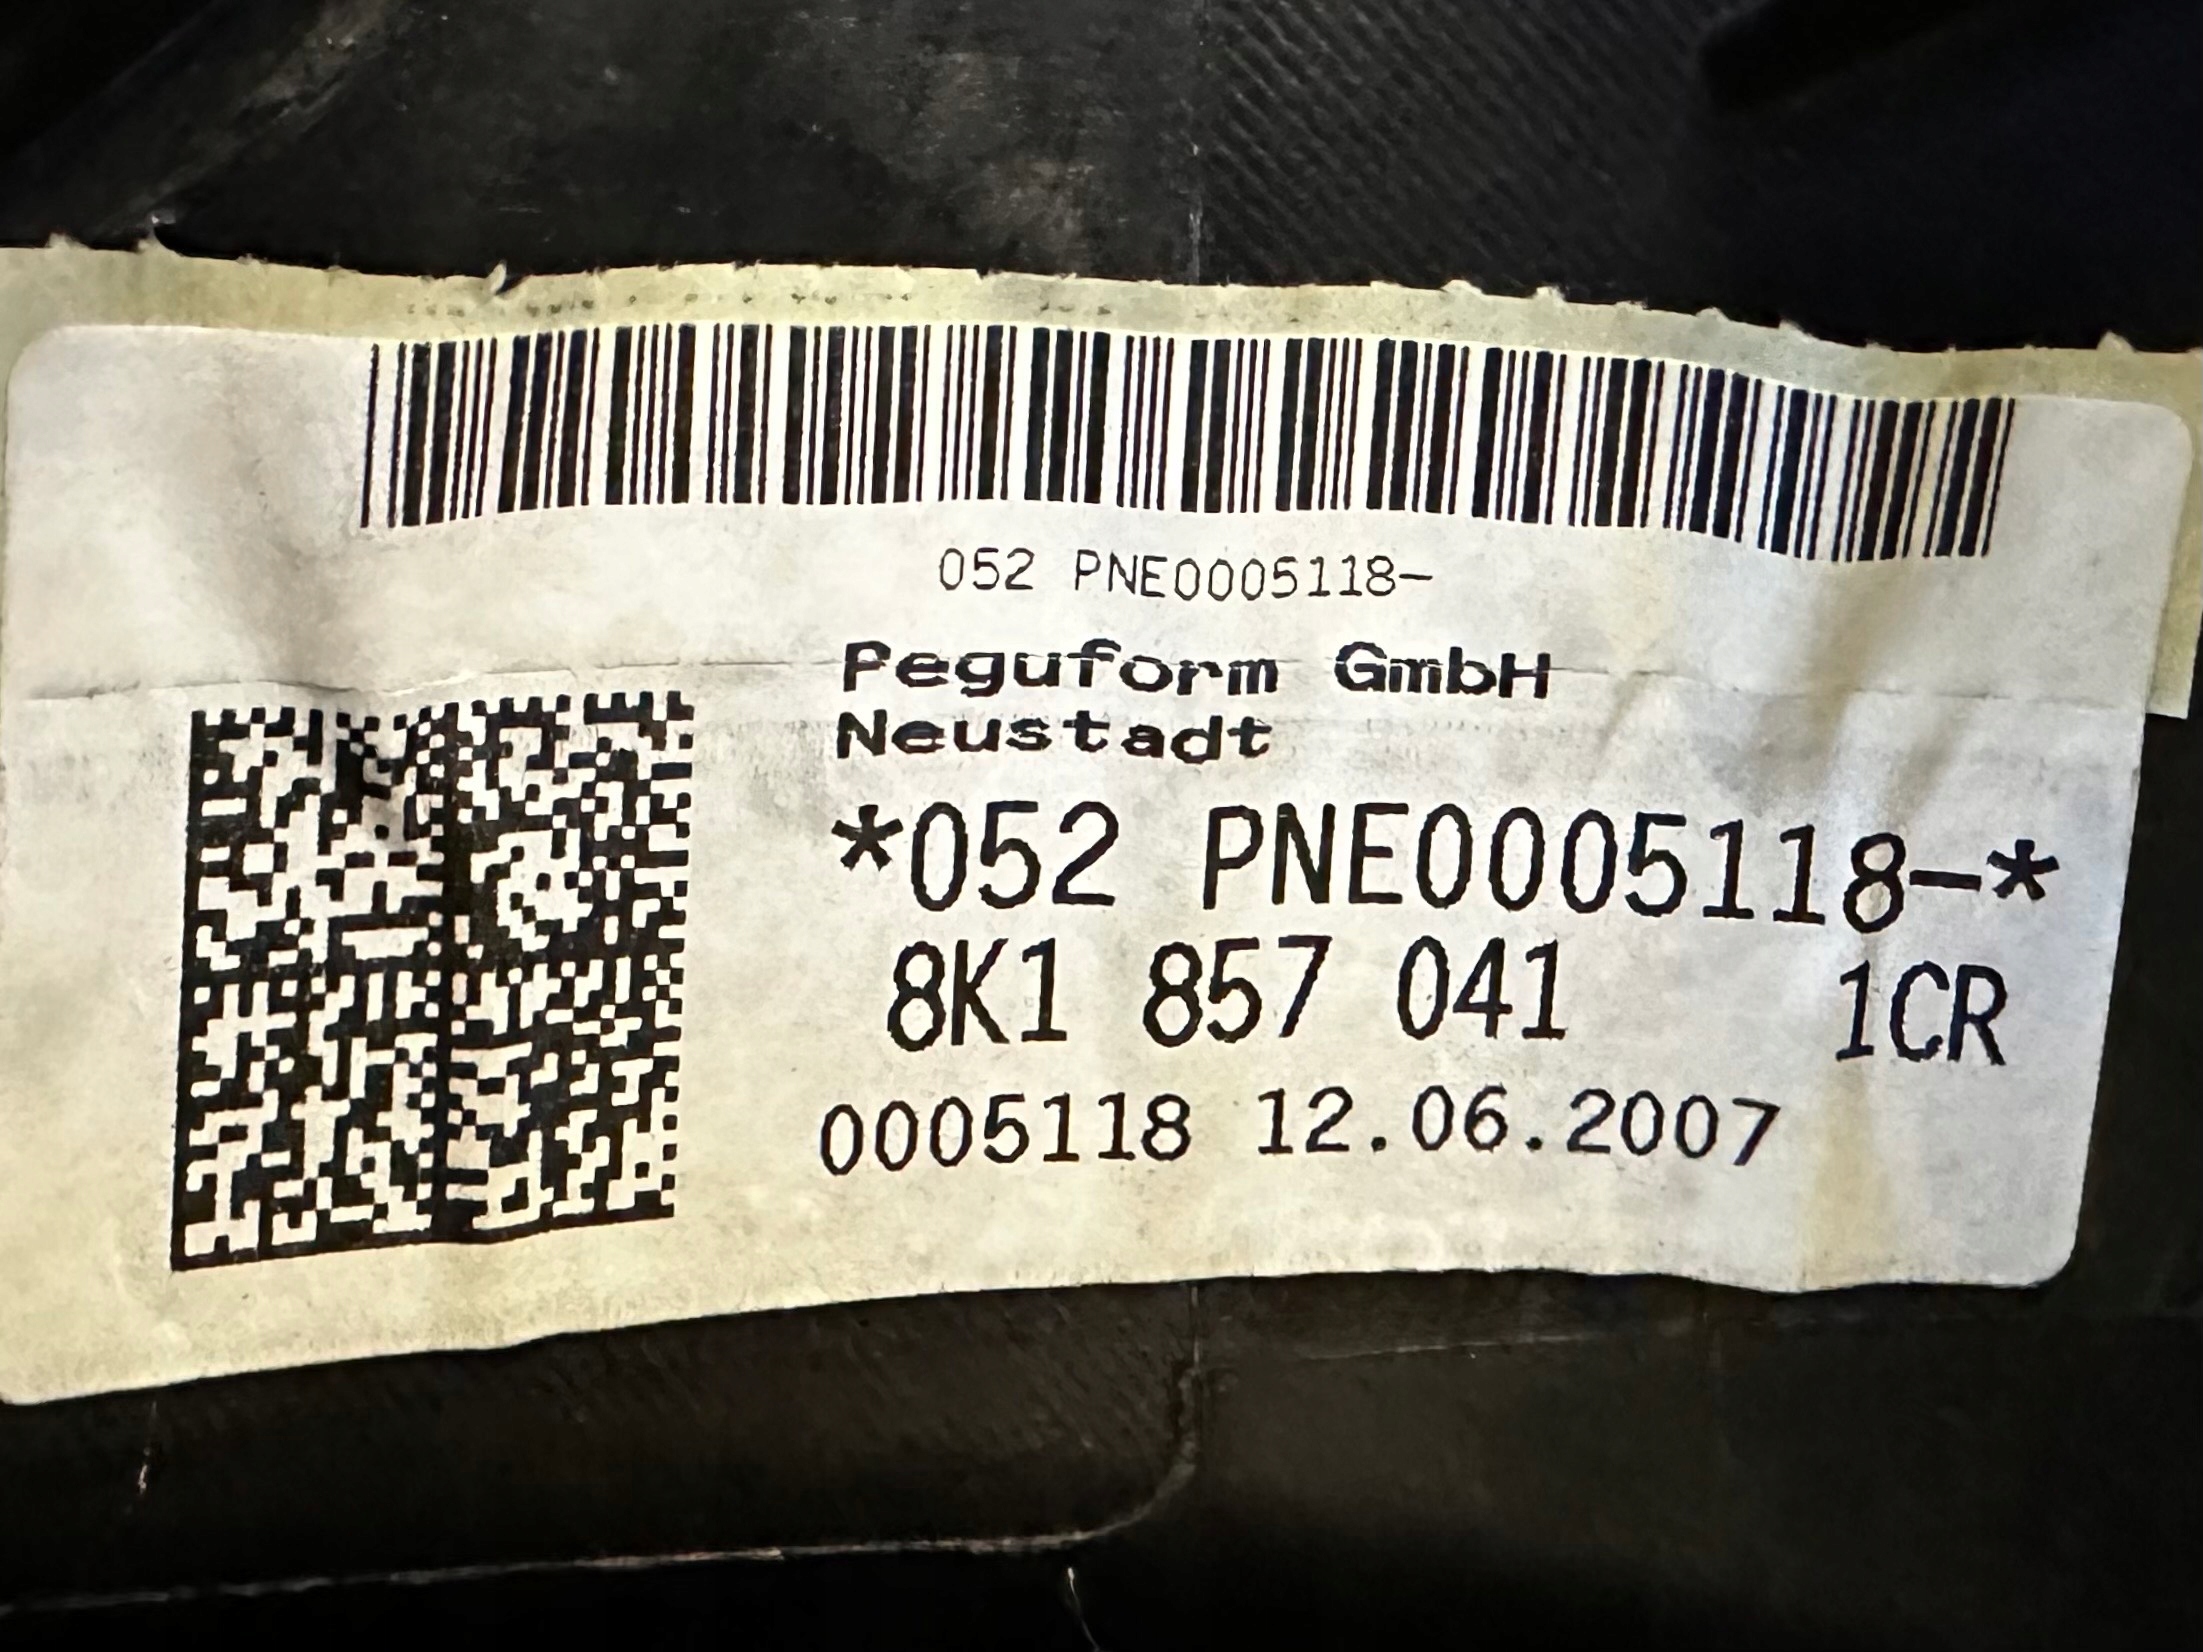 052 PNE0005118-
Peguform GmbH
Neustadt
*052 PNE0005118-*
8K1 857 041 1CR
0005118 12.06.2007